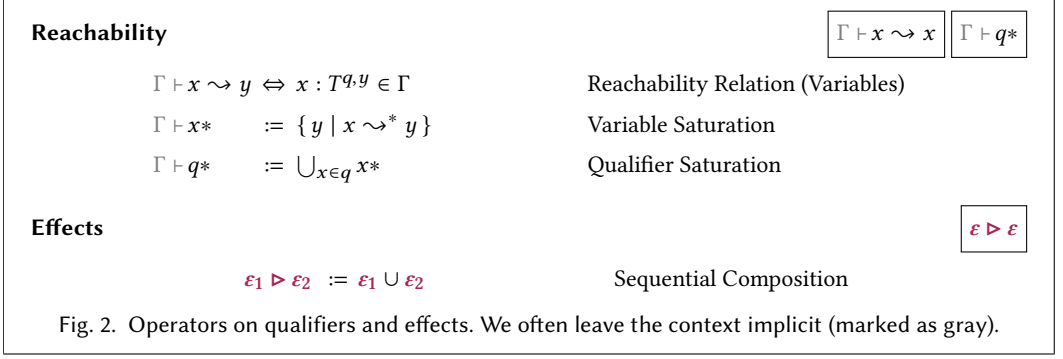 Reachability Γ ⊢ x ⇝ x Γ ⊢ q∗
Γ ⊢ x ⇝ y ⇔ x : T^{q,y} ∈ Γ Reachability Relation (Variables)
Γ ⊢ x∗ := { y | x ⇝* y } Variable Saturation
Γ ⊢ q∗ := ⋃_{x∈q} x∗ Qualifier Saturation
Effects ε ▷ ε
ε₁ ▷ ε₂ := ε₁ ∪ ε₂ Sequential Composition
Fig. 2. Operators on qualifiers and effects. We often leave the context implicit (marked as gray).